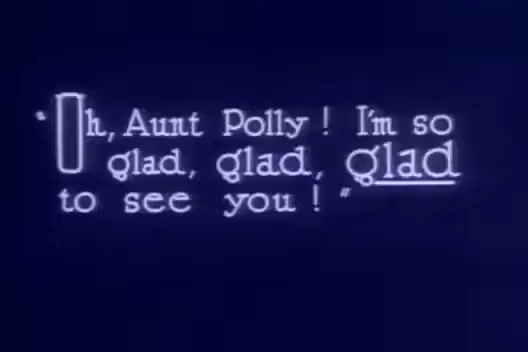 "Oh, Aunt Polly! I'm so
glad, glad, glad
to see you!"